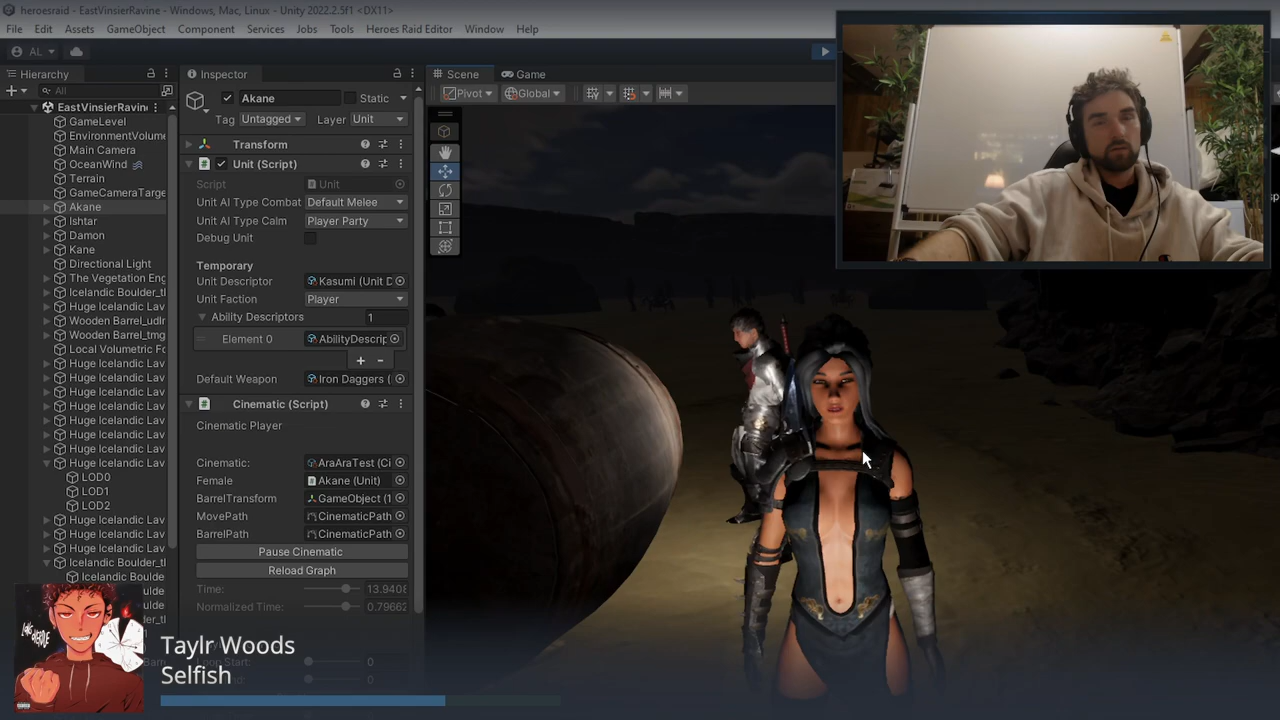 heroesraid - EastVinsierRavine - Windows, Mac, Linux - Unity 2022.2.5f1 <DX11>
File Edit Assets GameObject Component Services Jobs Tools Heroes Raid Editor Window Help
AL
Hierarchy
All
EastVinsierRavine
GameLevel
EnvironmentVolume
Main Camera
OceanWind
Terrain
GameCameraTarge
Akane
Ishtar
Damon
Kane
Directional Light
The Vegetation Eng
Icelandic Boulder_tl
Huge Icelandic Lav
Wooden Barrel_udIr
Wooden Barrel_tmg
Local Volumetric Fo
Huge Icelandic Lav
Huge Icelandic Lav
Huge Icelandic Lav
Huge Icelandic Lav
Huge Icelandic Lav
Huge Icelandic Lav
Huge Icelandic Lav
Huge Icelandic Lav
LOD0
LOD1
LOD2
Huge Icelandic Lav
Huge Icelandic Lav
Huge Icelandic Lav
Icelandic Boulder_tl
Icelandic Boulde
Inspector
Akane
Static
Tag Untagged Layer Unit
Transform
Unit (Script)
Script Unit
Unit AI Type Combat Default Melee
Unit AI Type Calm Player Party
Debug Unit
Temporary
Unit Descriptor Kasumi (Unit D
Unit Faction Player
Ability Descriptors 1
Element 0 AbilityDescrip
+ -
Default Weapon Iron Daggers (
Cinematic (Script)
Cinematic Player
Cinematic: AraAraTest (Ci
Female Akane (Unit)
BarrelTransform GameObject (1
MovePath CinematicPath
BarrelPath CinematicPath
Pause Cinematic
Reload Graph
Time: 13.9408
Normalized Time: 0.79662
0
0
Scene Game
Pivot Global
Taylr Woods
Selfish